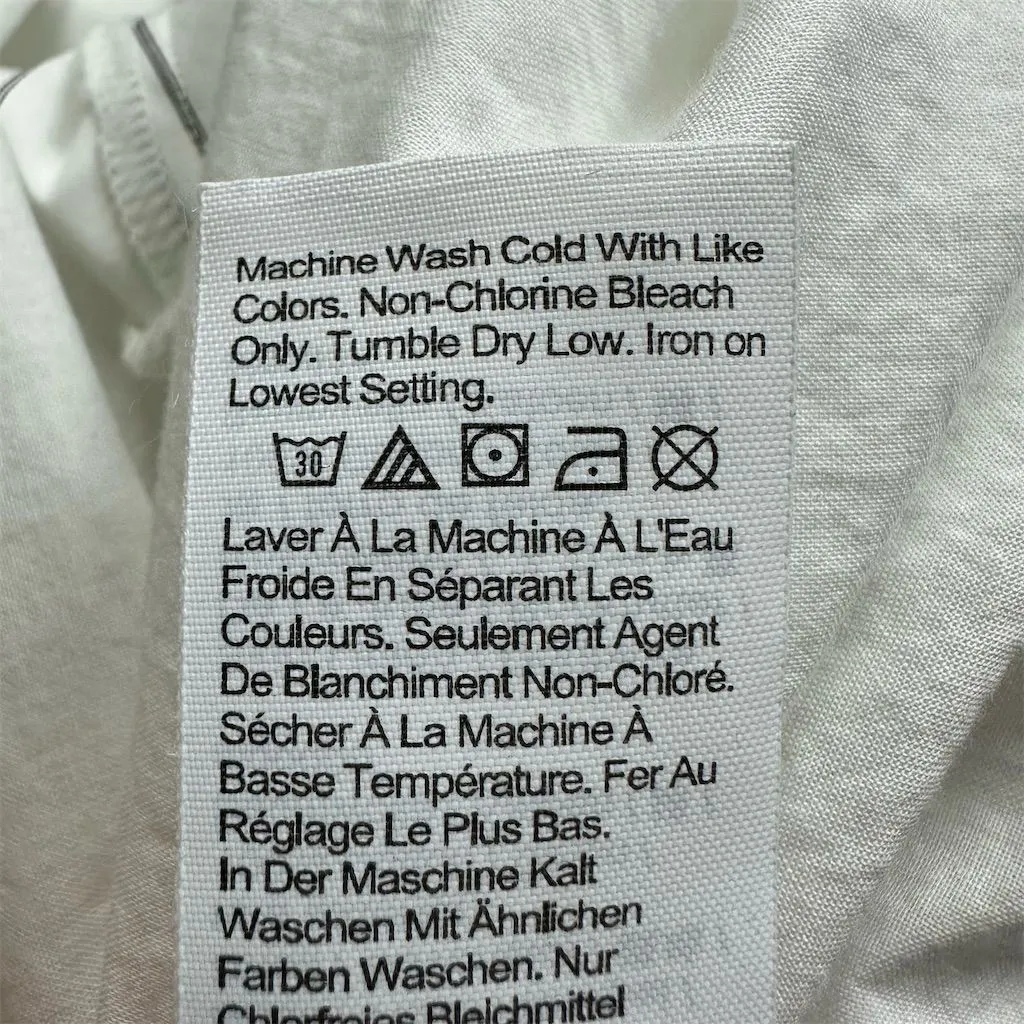 Machine Wash Cold With Like
Colors. Non-Chlorine Bleach
Only. Tumble Dry Low. Iron on
Lowest Setting.
30
Laver À La Machine À L'Eau
Froide En Séparant Les
Couleurs. Seulement Agent
De Blanchiment Non-Chloré.
Sécher À La Machine À
Basse Température. Fer Au
Réglage Le Plus Bas.
In Der Maschine Kalt
Waschen Mit Ähnlichen
Farben Waschen. Nur
Chlorfreies Bleichmittel